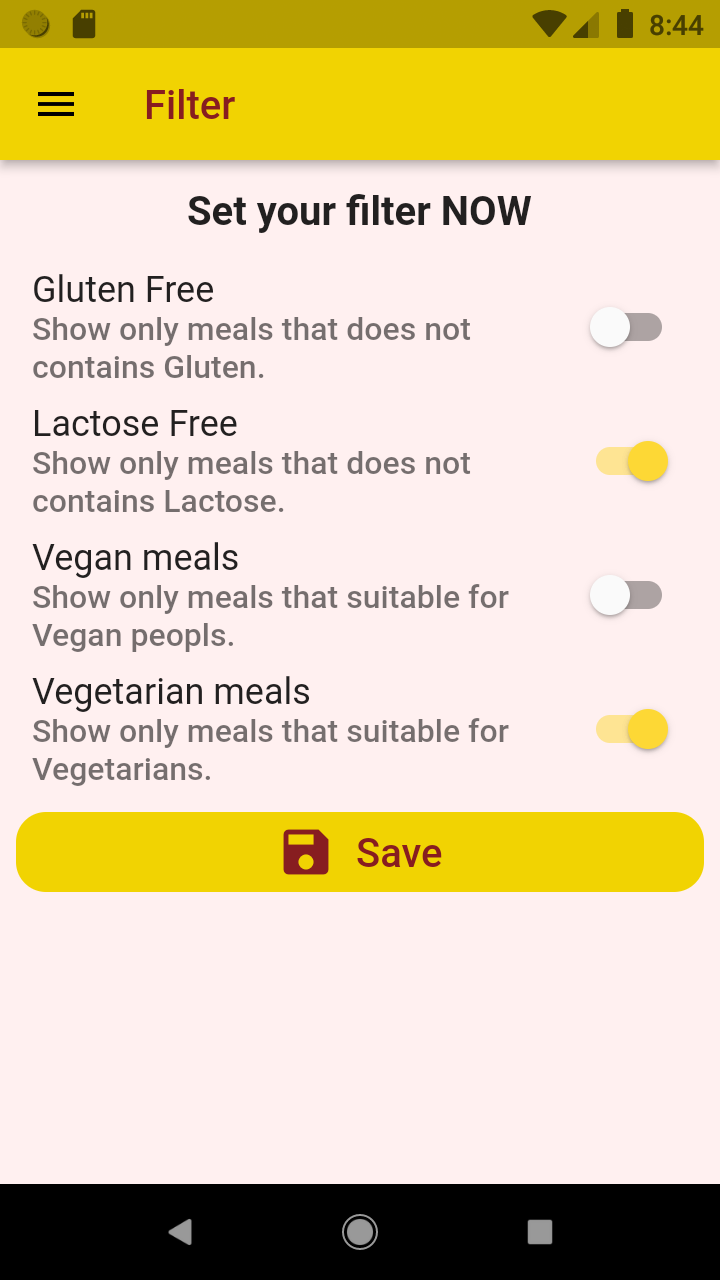 8:44
Filter
Set your filter NOW
Gluten Free
Show only meals that does not
contains Gluten.
Lactose Free
Show only meals that does not
contains Lactose.
Vegan meals
Show only meals that suitable for
Vegan peopls.
Vegetarian meals
Show only meals that suitable for
Vegetarians.
Save